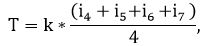 T = k * (i₄ + i₅+i₆+i₇ ) / 4 ,